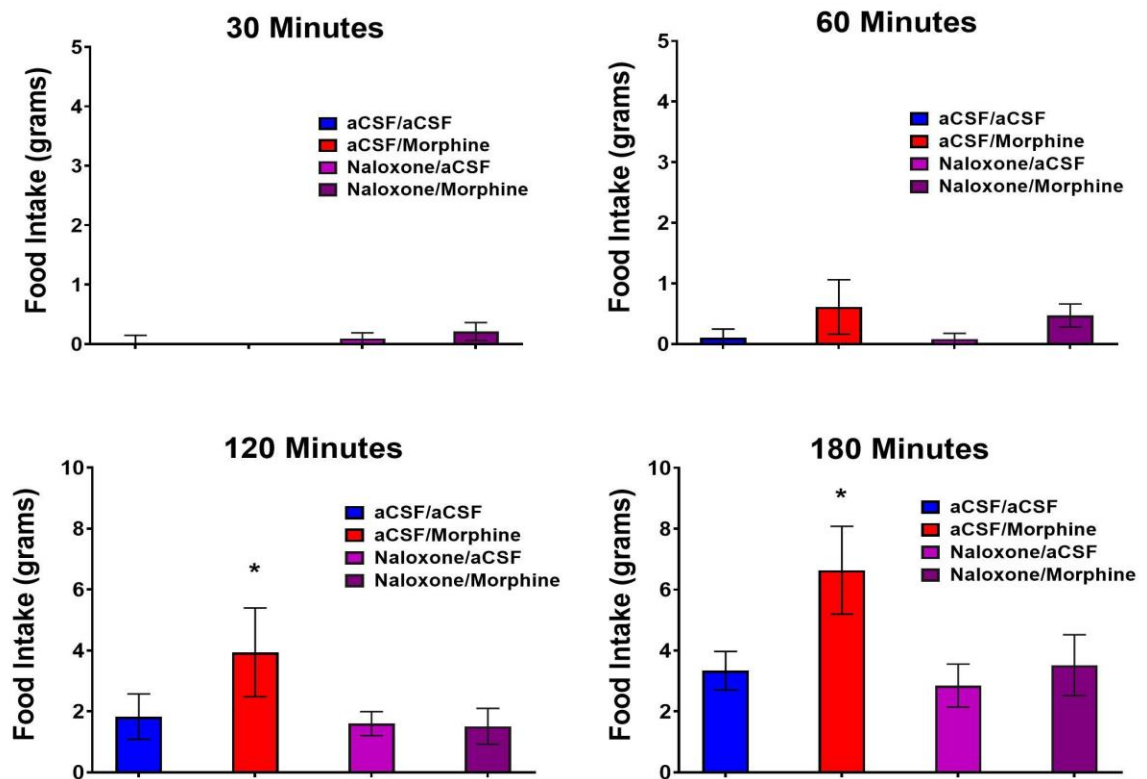 30 Minutes
Food Intake (grams)
5
4
3
2
1
0
aCSF/aCSF
aCSF/Morphine
Naloxone/aCSF
Naloxone/Morphine
60 Minutes
Food Intake (grams)
5
4
3
2
1
0
aCSF/aCSF
aCSF/Morphine
Naloxone/aCSF
Naloxone/Morphine
120 Minutes
Food Intake (grams)
10
8
6
4
2
0
*
aCSF/aCSF
aCSF/Morphine
Naloxone/aCSF
Naloxone/Morphine
180 Minutes
Food Intake (grams)
10
8
6
4
2
0
*
aCSF/aCSF
aCSF/Morphine
Naloxone/aCSF
Naloxone/Morphine